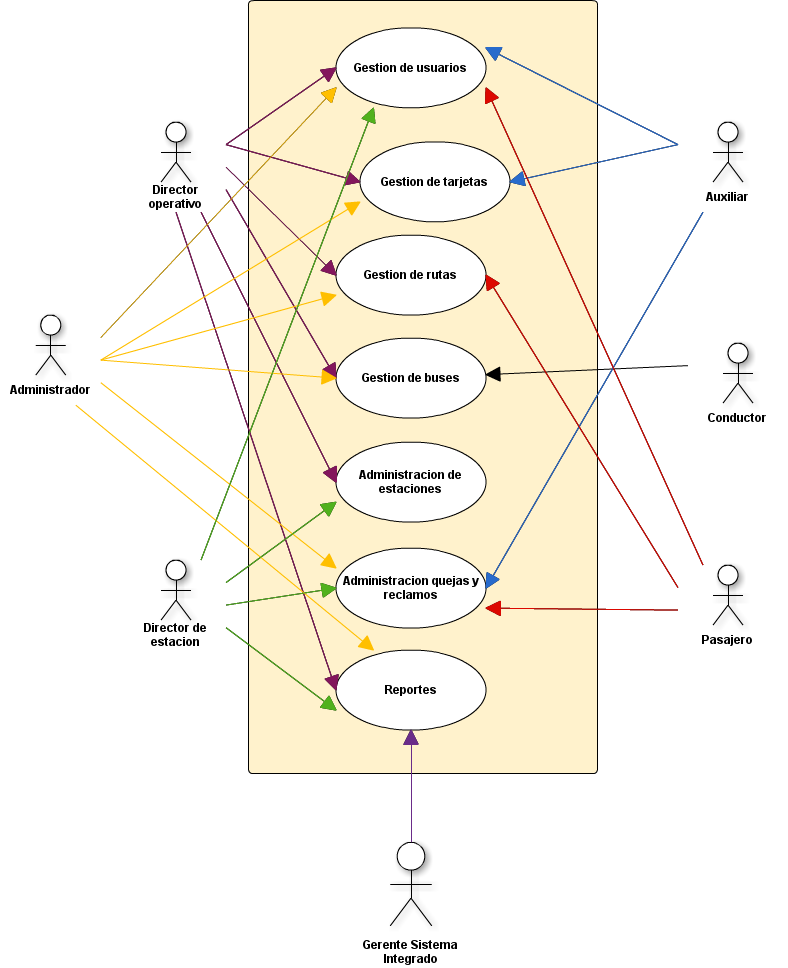 Gestion de usuarios
Gestion de tarjetas
Gestion de rutas
Gestion de buses
Administracion de
estaciones
Administracion quejas y
reclamos
Reportes
Director
operativo
Administrador
Director de
estacion
Auxiliar
Conductor
Pasajero
Gerente Sistema
Integrado